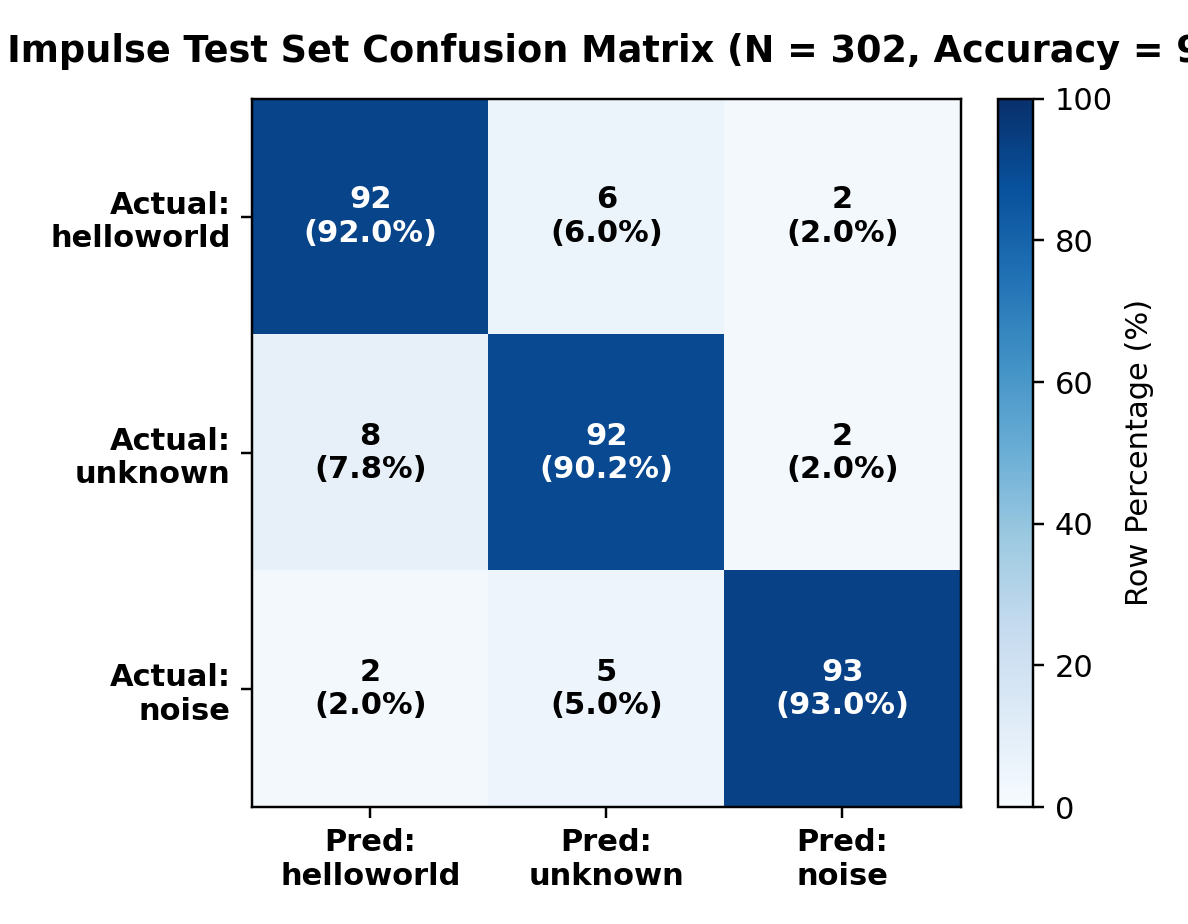 Impulse Test Set Confusion Matrix (N = 302, Accuracy = 9
100
92
(92.0%)
6
(6.0%)
2
(2.0%)
Actual:
helloworld
80
8
(7.8%)
92
(90.2%)
2
(2.0%)
Actual:
unknown
60
40
Row Percentage (%)
2
(2.0%)
5
(5.0%)
93
(93.0%)
Actual:
noise
20
0
Pred:
helloworld
Pred:
unknown
Pred:
noise